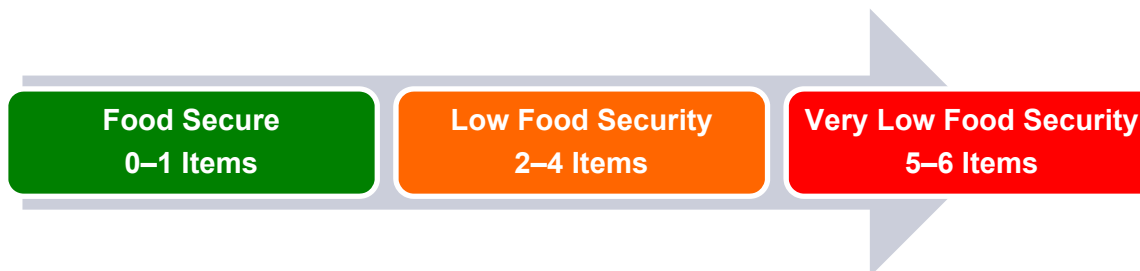 Food Secure
0–1 Items
Low Food Security
2–4 Items
Very Low Food Security
5–6 Items